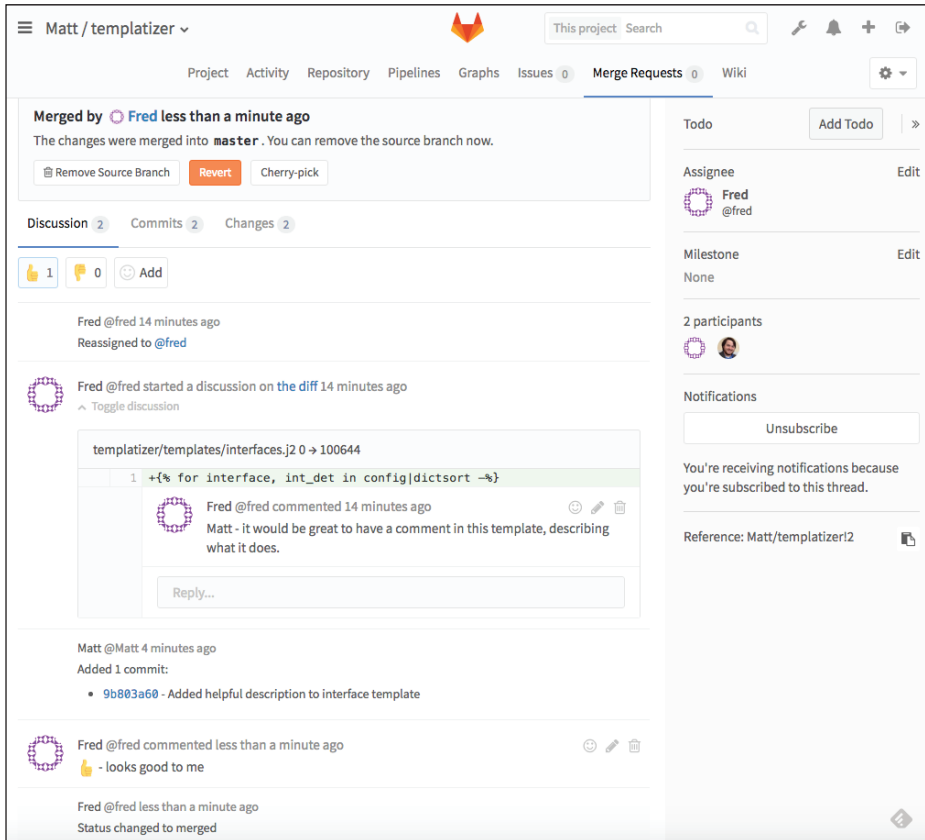 Matt / templatizer
This project Search
Project Activity Repository Pipelines Graphs Issues 0 Merge Requests 0 Wiki
Merged by Fred less than a minute ago
The changes were merged into master. You can remove the source branch now.
Remove Source Branch Revert Cherry-pick
Discussion 2 Commits 2 Changes 2
1 0 Add
Fred @fred 14 minutes ago
Reassigned to @fred
Fred @fred started a discussion on the diff 14 minutes ago
Toggle discussion
templatizer/templates/interfaces.j2 0 → 100644
1 +{% for interface, int_det in config|dictsort -%}
Fred @fred commented 14 minutes ago
Matt - it would be great to have a comment in this template, describing
what it does.
Reply...
Matt @Matt 4 minutes ago
Added 1 commit:
• 9b803a60 - Added helpful description to interface template
Fred @fred commented less than a minute ago
👍 - looks good to me
Fred @fred less than a minute ago
Status changed to merged
Todo Add Todo »
Assignee Edit
Fred
@fred
Milestone Edit
None
2 participants
Notifications
Unsubscribe
You're receiving notifications because
you're subscribed to this thread.
Reference: Matt/templatizer!2